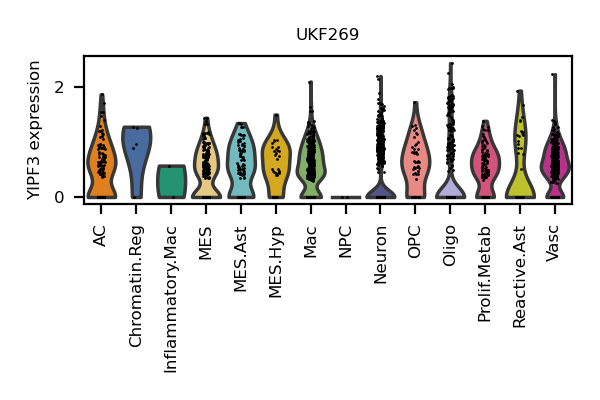 UKF269
YIPF3 expression
2
0
AC
Chromatin.Reg
Inflammatory.Mac
MES
MES.Ast
MES.Hyp
Mac
NPC
Neuron
OPC
Oligo
Prolif.Metab
Reactive.Ast
Vasc